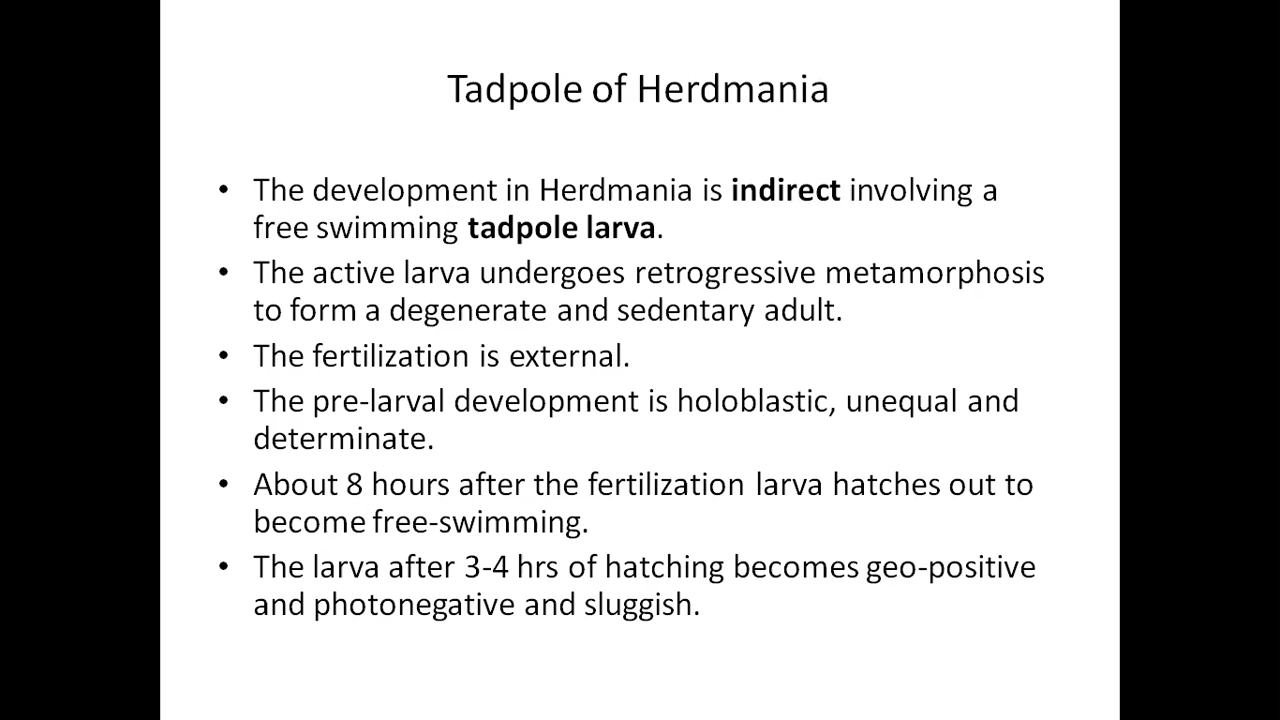 Tadpole of Herdmania
• The development in Herdmania is indirect involving a
free swimming tadpole larva.
• The active larva undergoes retrogressive metamorphosis
to form a degenerate and sedentary adult.
• The fertilization is external.
• The pre-larval development is holoblastic, unequal and
determinate.
• About 8 hours after the fertilization larva hatches out to
become free-swimming.
• The larva after 3-4 hrs of hatching becomes geo-positive
and photonegative and sluggish.